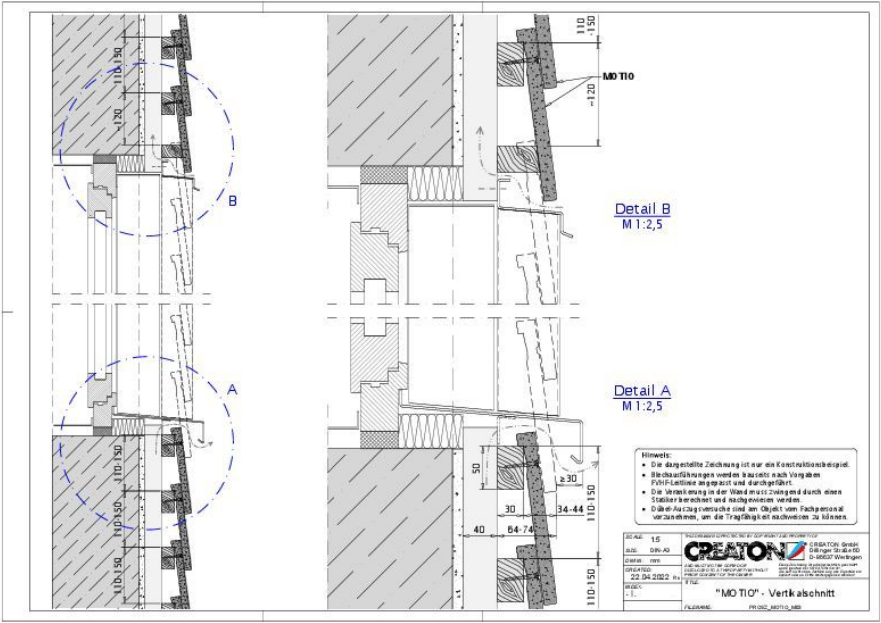 110-150
~120
B
A
110-150
110-150
110
-150
~120
MOTIO
Detail B
M 1:2,5
Detail A
M 1:2,5
50
≥30
30
34-44
40
64-74
110-150
110-150
Hinweis:
• Die dargestellte Zeichnung ist nur ein Konstruktionsbeispiel.
• Blechausführungen werden bauseits nach Vorgaben
FVHF-Leitlinie angepasst und durchgeführt.
• Die Verankerung in der Wand muss zwingend durch einen
Statiker berechnet und nachgewiesen werden.
• Dübel-Auszugsversuche sind am Objekt vom Fachpersonal
vorzunehmen, um die Tragfähigkeit nachweisen zu können.
SCALE 1:5
SIZE: DIN-A3
mm
CREATED:
22.04.2022
INDEX:
- |.
CREATON
CREATON GmbH
Dillinger Straße 60
D-86637 Wertingen
TITLE:
"MOTIO" - Vertikalschnitt
FILENAME: